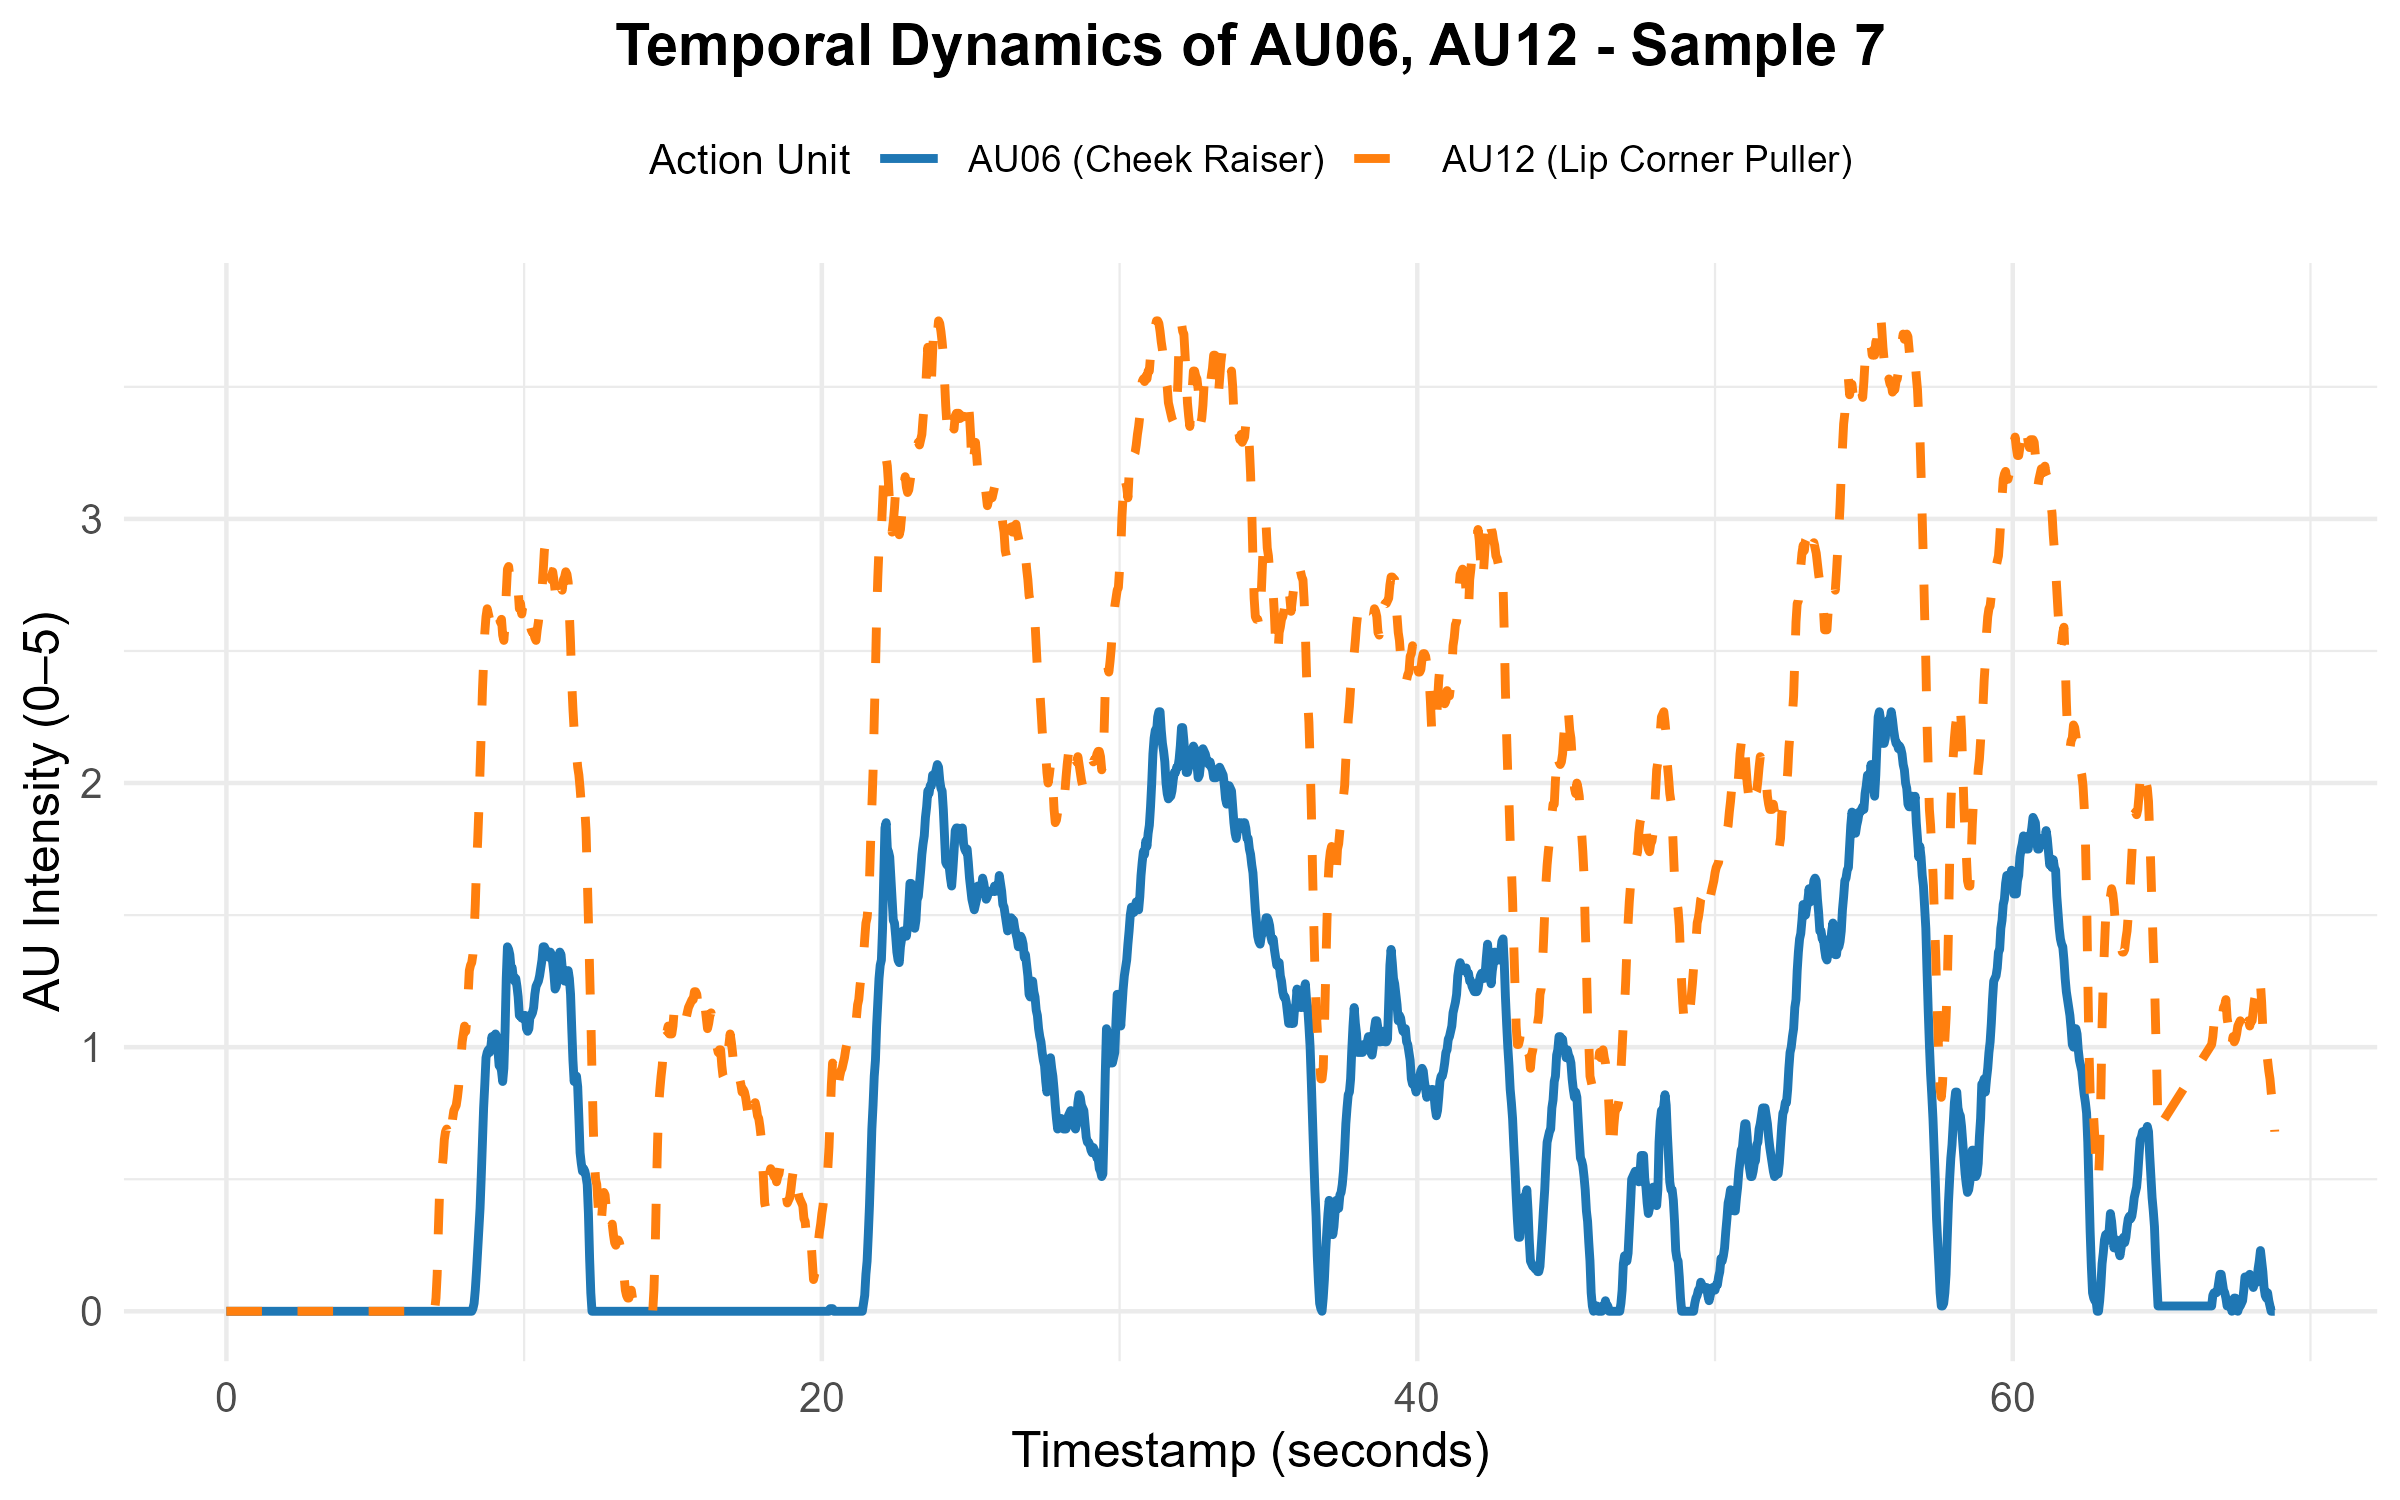 Temporal Dynamics of AU06, AU12 - Sample 7
Action Unit AU06 (Cheek Raiser) AU12 (Lip Corner Puller)
AU Intensity (0–5)
3
2
1
0
0 20 40 60
Timestamp (seconds)